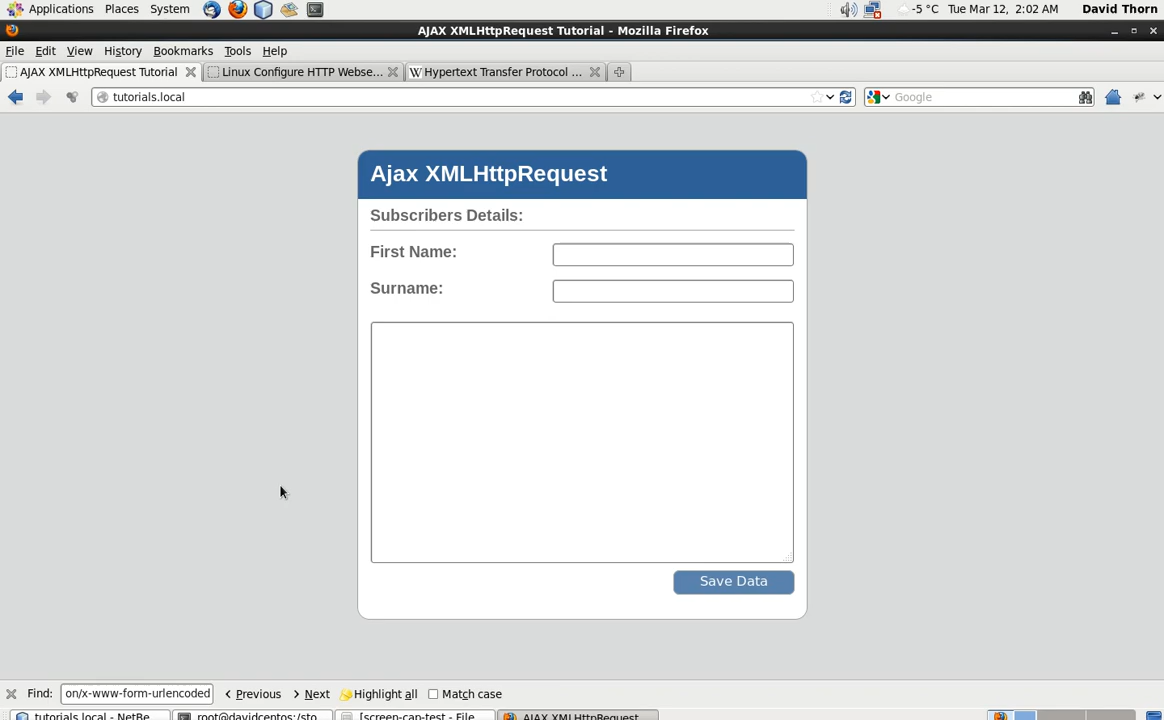 Applications Places System -5 °C Tue Mar 12, 2:02 AM David Thorn
AJAX XMLHttpRequest Tutorial - Mozilla Firefox
File Edit View History Bookmarks Tools Help
AJAX XMLHttpRequest Tutorial Linux Configure HTTP Webse... Hypertext Transfer Protocol ...
tutorials.local Google
Ajax XMLHttpRequest
Subscribers Details:
First Name:
Surname:
Save Data
Find: on/x-www-form-urlencoded Previous Next Highlight all Match case
tutorials.local - NetBe... root@davidcentos:/sto... [screen-cap-test - File ... AJAX XMLHttpRequest ...